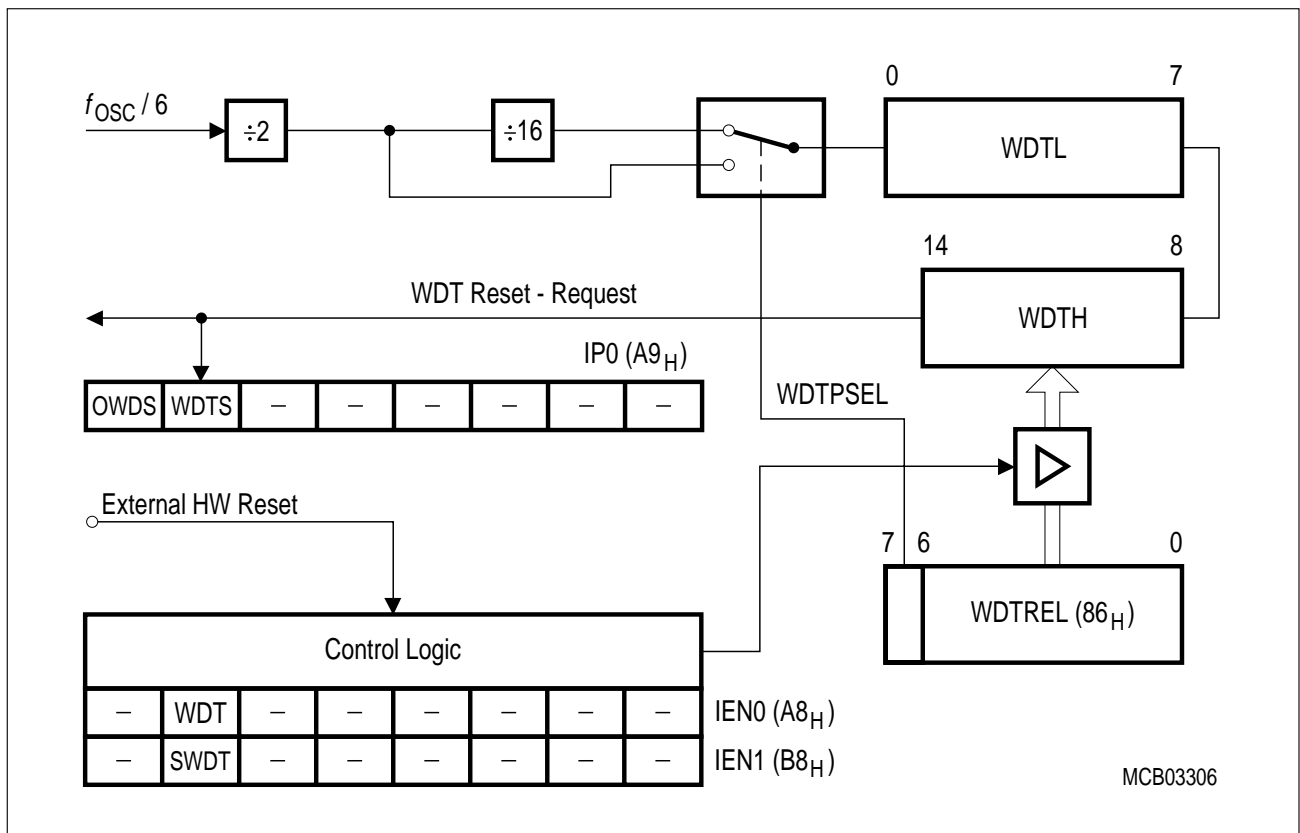 0 7
fOSC / 6
÷2 ÷16 WDTL
14 8
WDT Reset - Request
WDTH
IP0 (A9H)
OWDS WDTS – – – – – –
WDTPSEL
External HW Reset
7 6 0
WDTREL (86H)
Control Logic
– WDT – – – – – – IEN0 (A8H)
– SWDT – – – – – – IEN1 (B8H)
MCB03306